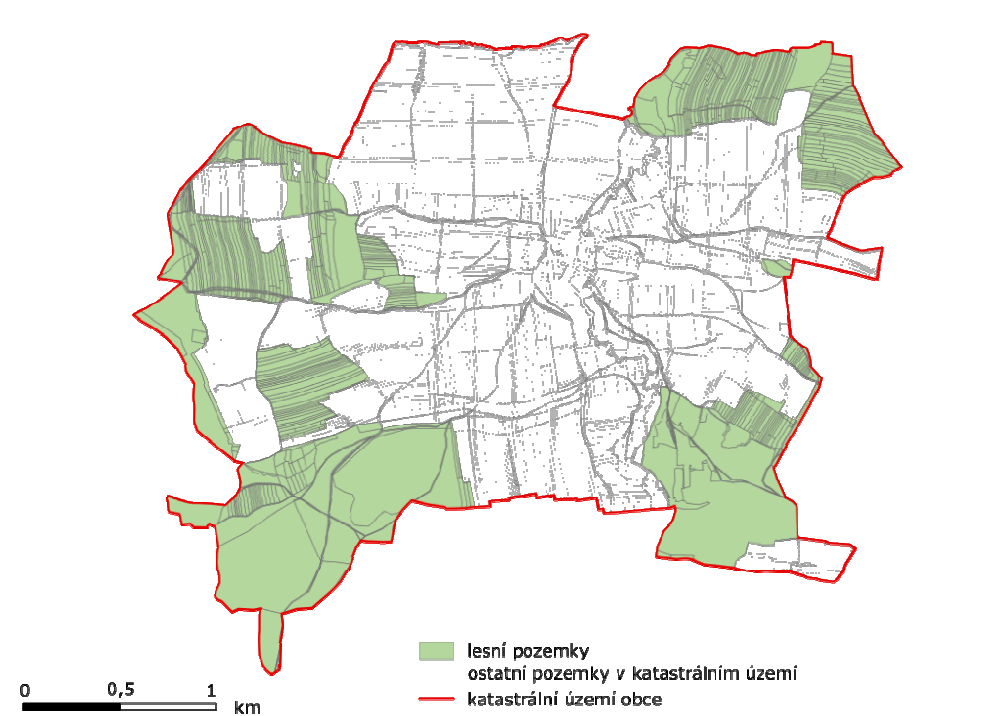 lesní pozemky
ostatní pozemky v katastrálním území
katastrální území obce
0 0,5 1
km